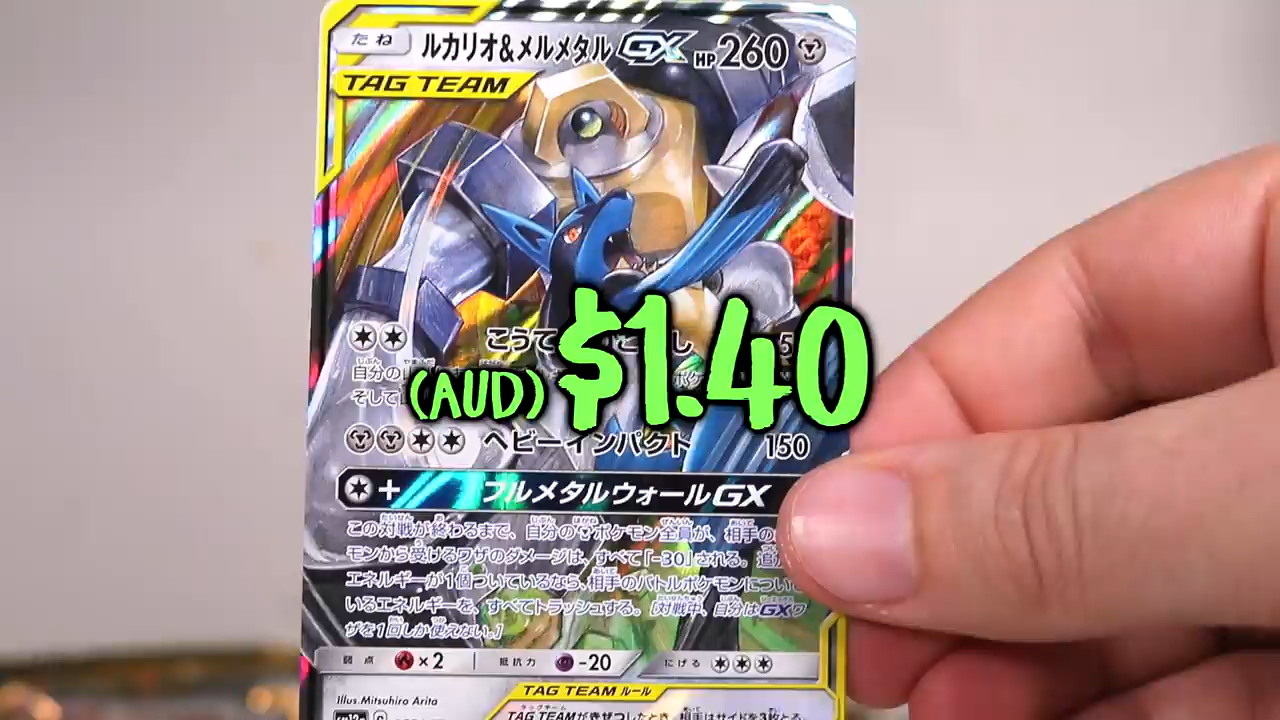 たね ルカリオ&メルメタルGX HP260
TAG TEAM
こうて
自分の
そして
(AUD) $1.40
ヘビーインパクト 150
+ フルメタルウォールGX
この対戦が終わるまで、自分のポケモン全員が、相手の
モンから受けるワザのダメージは、すべて「-30」される。追加
エネルギーが1個ついているなら、相手のバトルポケモンについて
いるエネルギーを、すべてトラッシュする。[対戦中、自分はGXワ
ザを1回しか使えない。]
弱点 ×2 抵抗力 -20 にげる
Illus. Mitsuhiro Arita
TAG TEAM ルール
TAG TEAMが きぜつしたとき、相手はサイドを3枚とる